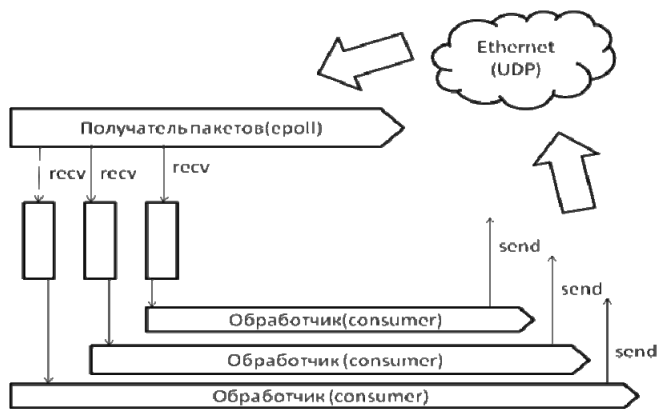 Ethernet
(UDP)
Получатель пакетов(epoll)
recv recv recv
send
Обработчик(consumer)
send
Обработчик (consumer)
send
Обработчик (consumer)